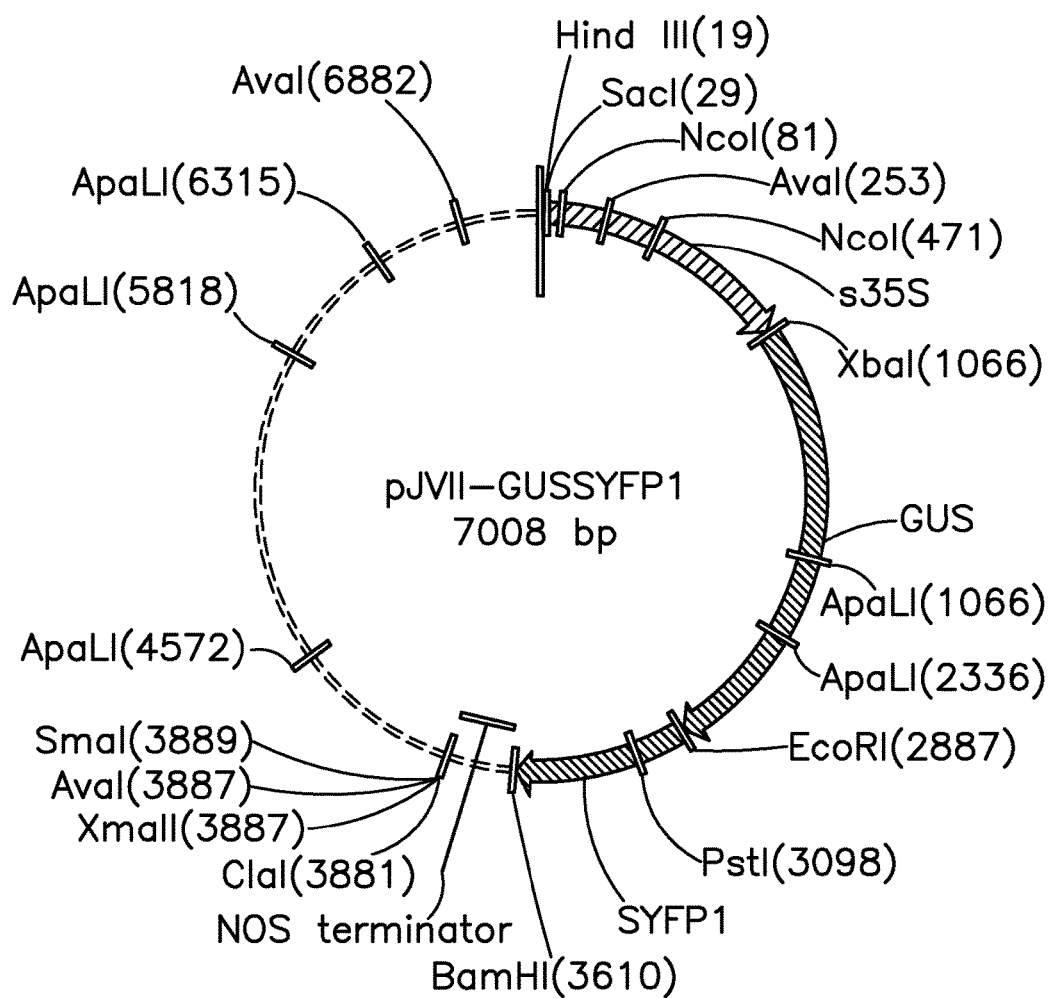 Hind III(19)
SacI(29)
NcoI(81)
AvaI(253)
NcoI(471)
s35S
XbaI(1066)
GUS
ApaLI(1066)
ApaLI(2336)
EcoRI(2887)
PstI(3098)
SYFP1
BamHI(3610)
NOS terminator
ClaI(3881)
XmaII(3887)
AvaI(3887)
SmaI(3889)
ApaLI(4572)
ApaLI(5818)
ApaLI(6315)
AvaI(6882)
pJVII–GUSSYFP1
7008 bp